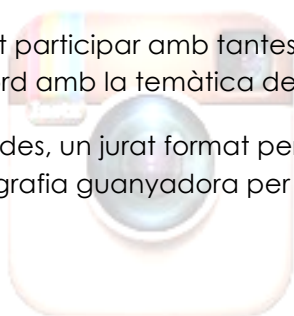 t participar amb tantes
rd amb la temàtica de
des, un jurat format pe
grafia guanyadora per